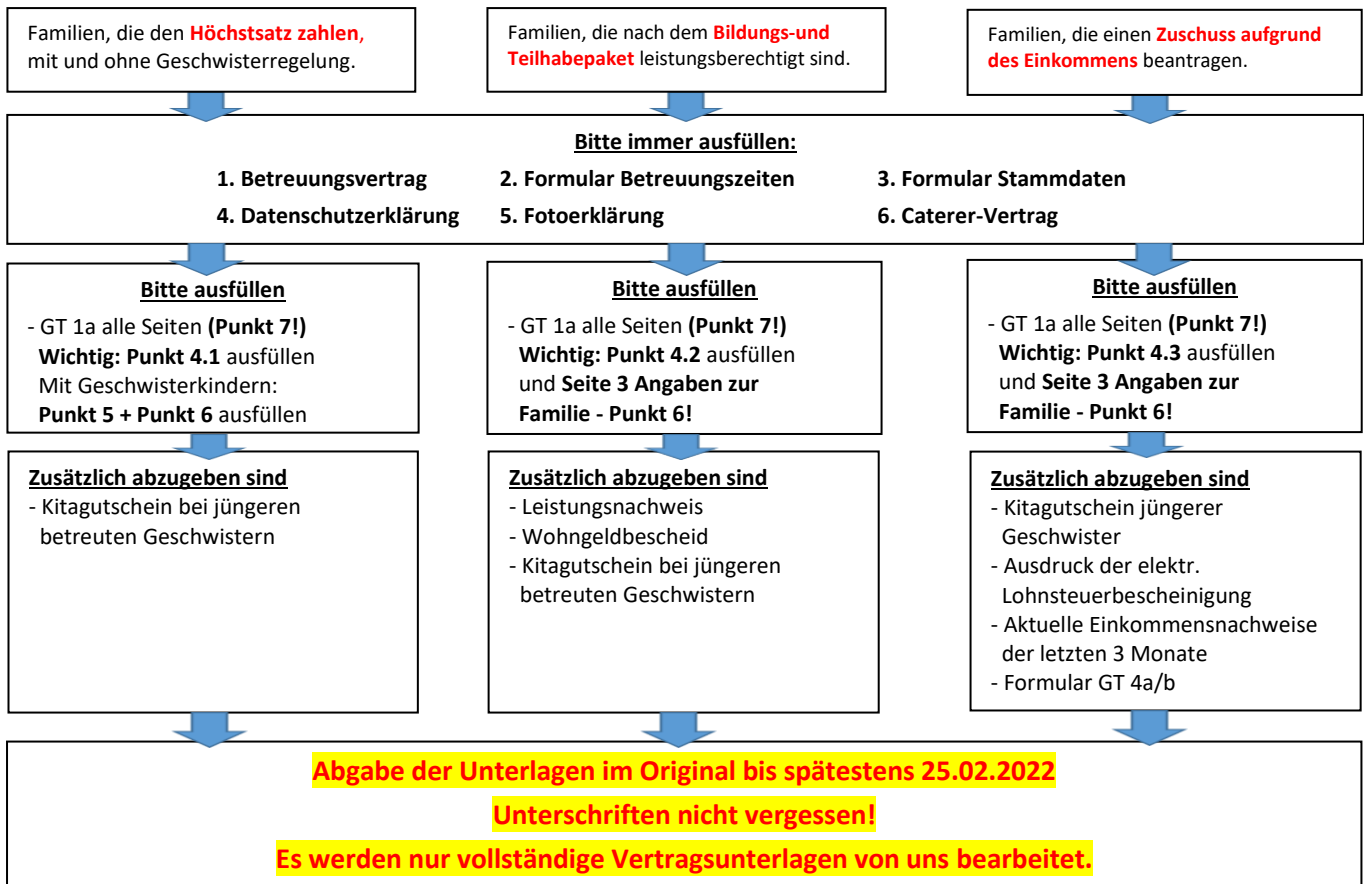 Familien, die den Höchstsatz zahlen,
mit und ohne Geschwisterregelung.
Familien, die nach dem Bildungs-und
Teilhabepaket leistungsberechtigt sind.
Familien, die einen Zuschuss aufgrund
des Einkommens beantragen.
Bitte immer ausfüllen:
1. Betreuungsvertrag 2. Formular Betreuungszeiten 3. Formular Stammdaten
4. Datenschutzerklärung 5. Fotoerklärung 6. Caterer-Vertrag
Bitte ausfüllen
- GT 1a alle Seiten (Punkt 7!)
Wichtig: Punkt 4.1 ausfüllen
Mit Geschwisterkindern:
Punkt 5 + Punkt 6 ausfüllen
Bitte ausfüllen
- GT 1a alle Seiten (Punkt 7!)
Wichtig: Punkt 4.2 ausfüllen
und Seite 3 Angaben zur
Familie - Punkt 6!
Bitte ausfüllen
- GT 1a alle Seiten (Punkt 7!)
Wichtig: Punkt 4.3 ausfüllen
und Seite 3 Angaben zur
Familie - Punkt 6!
Zusätzlich abzugeben sind
- Kitagutschein bei jüngeren
betreuten Geschwistern
Zusätzlich abzugeben sind
- Leistungsnachweis
- Wohngeldbescheid
- Kitagutschein bei jüngeren
betreuten Geschwistern
Zusätzlich abzugeben sind
- Kitagutschein jüngerer
Geschwister
- Ausdruck der elektr.
Lohnsteuerbescheinigung
- Aktuelle Einkommensnachweise
der letzten 3 Monate
- Formular GT 4a/b
Abgabe der Unterlagen im Original bis spätestens 25.02.2022
Unterschriften nicht vergessen!
Es werden nur vollständige Vertragsunterlagen von uns bearbeitet.